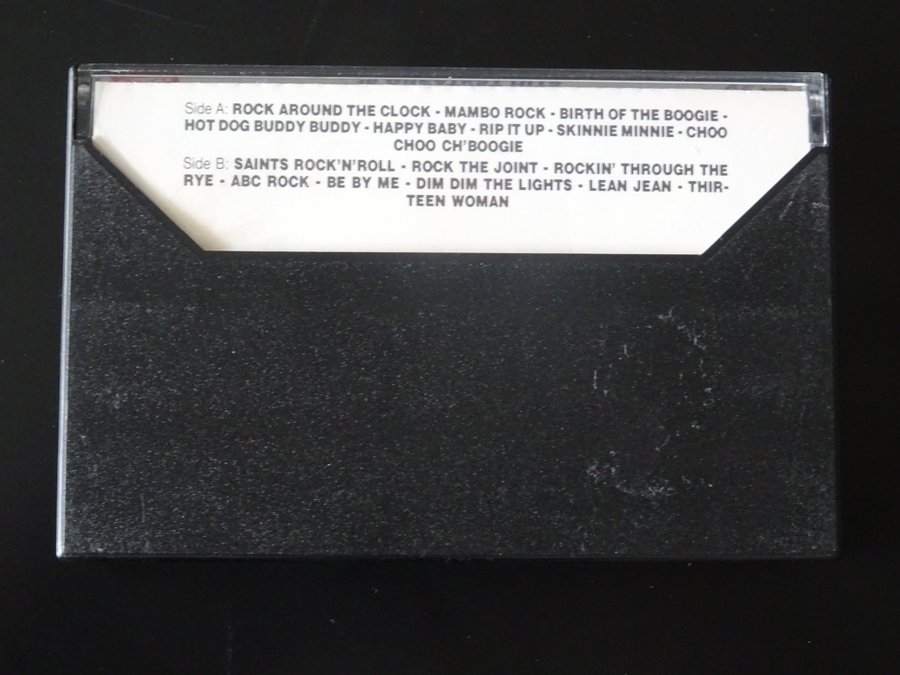 Side A: ROCK AROUND THE CLOCK - MAMBO ROCK - BIRTH OF THE BOOGIE -
HOT DOG BUDDY BUDDY - HAPPY BABY - RIP IT UP - SKINNIE MINNIE - CHOO
CHOO CH'BOOGIE
Side B: SAINTS ROCK'N'ROLL - ROCK THE JOINT - ROCKIN' THROUGH THE
RYE - ABC ROCK - BE BY ME - DIM DIM THE LIGHTS - LEAN JEAN - THIR-
TEEN WOMAN